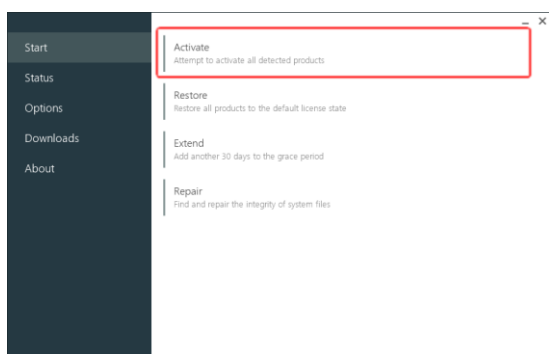 Start
Status
Options
Downloads
About
Activate
Attempt to activate all detected products
Restore
Restore all products to the default license state
Extend
Add another 30 days to the grace period
Repair
Find and repair the integrity of system files